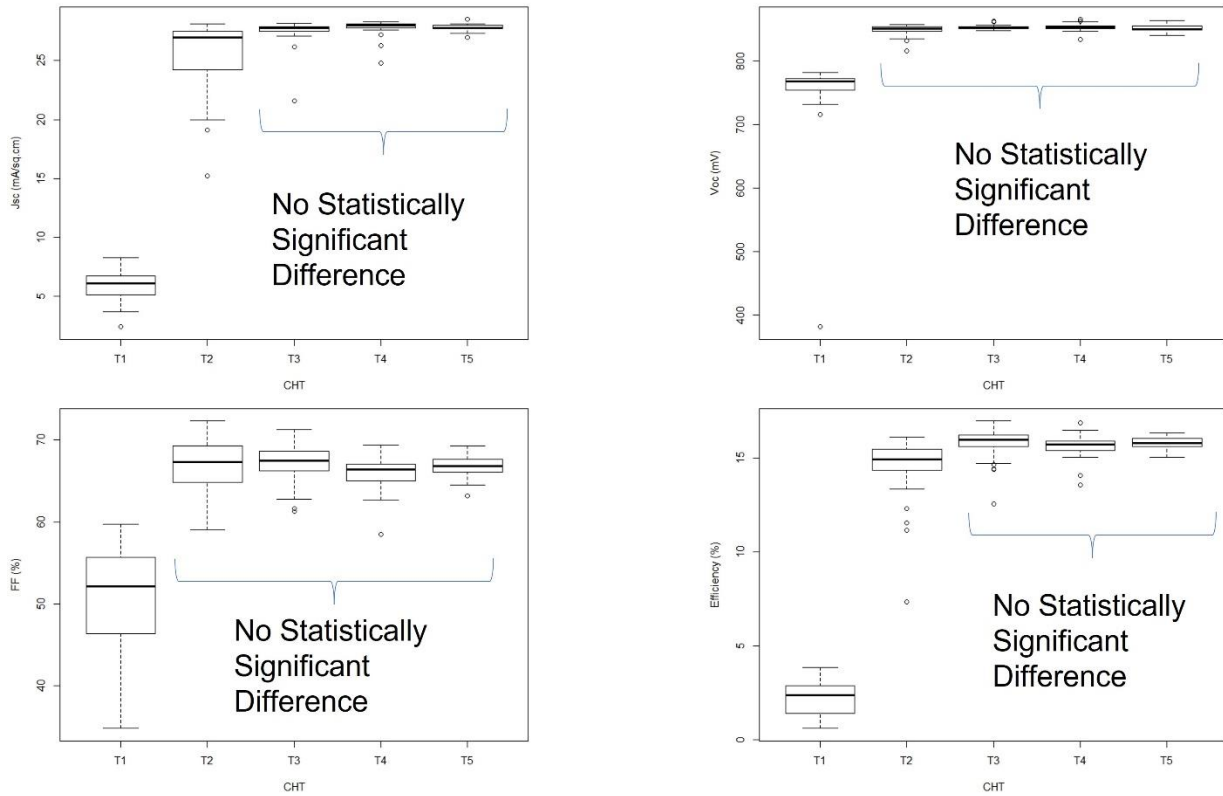 Jsc (mA/sq.cm)
25
20
15
10
5
No Statistically
Significant
Difference
T1 T2 T3 T4 T5
CHT
Voc (mV)
800
700
600
500
400
No Statistically
Significant
Difference
T1 T2 T3 T4 T5
CHT
FF (%)
70
60
50
40
No Statistically
Significant
Difference
T1 T2 T3 T4 T5
CHT
Efficiency (%)
15
10
5
0
No Statistically
Significant
Difference
T1 T2 T3 T4 T5
CHT